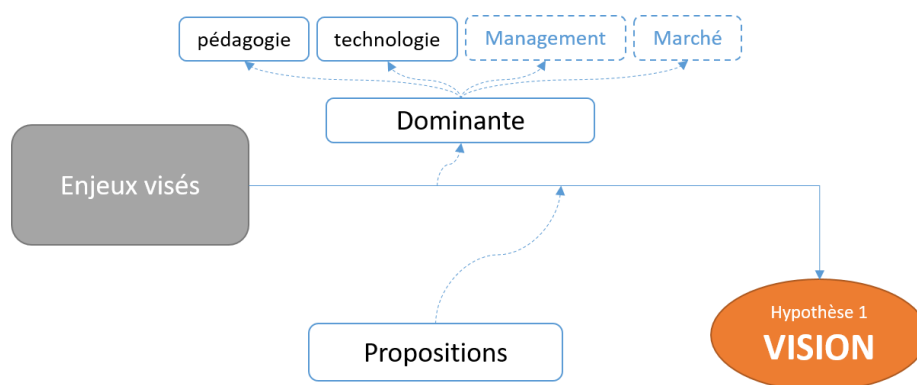 pédagogie
technologie
Management
Marché
Dominante
Enjeux visés
Propositions
Hypothèse 1
VISION